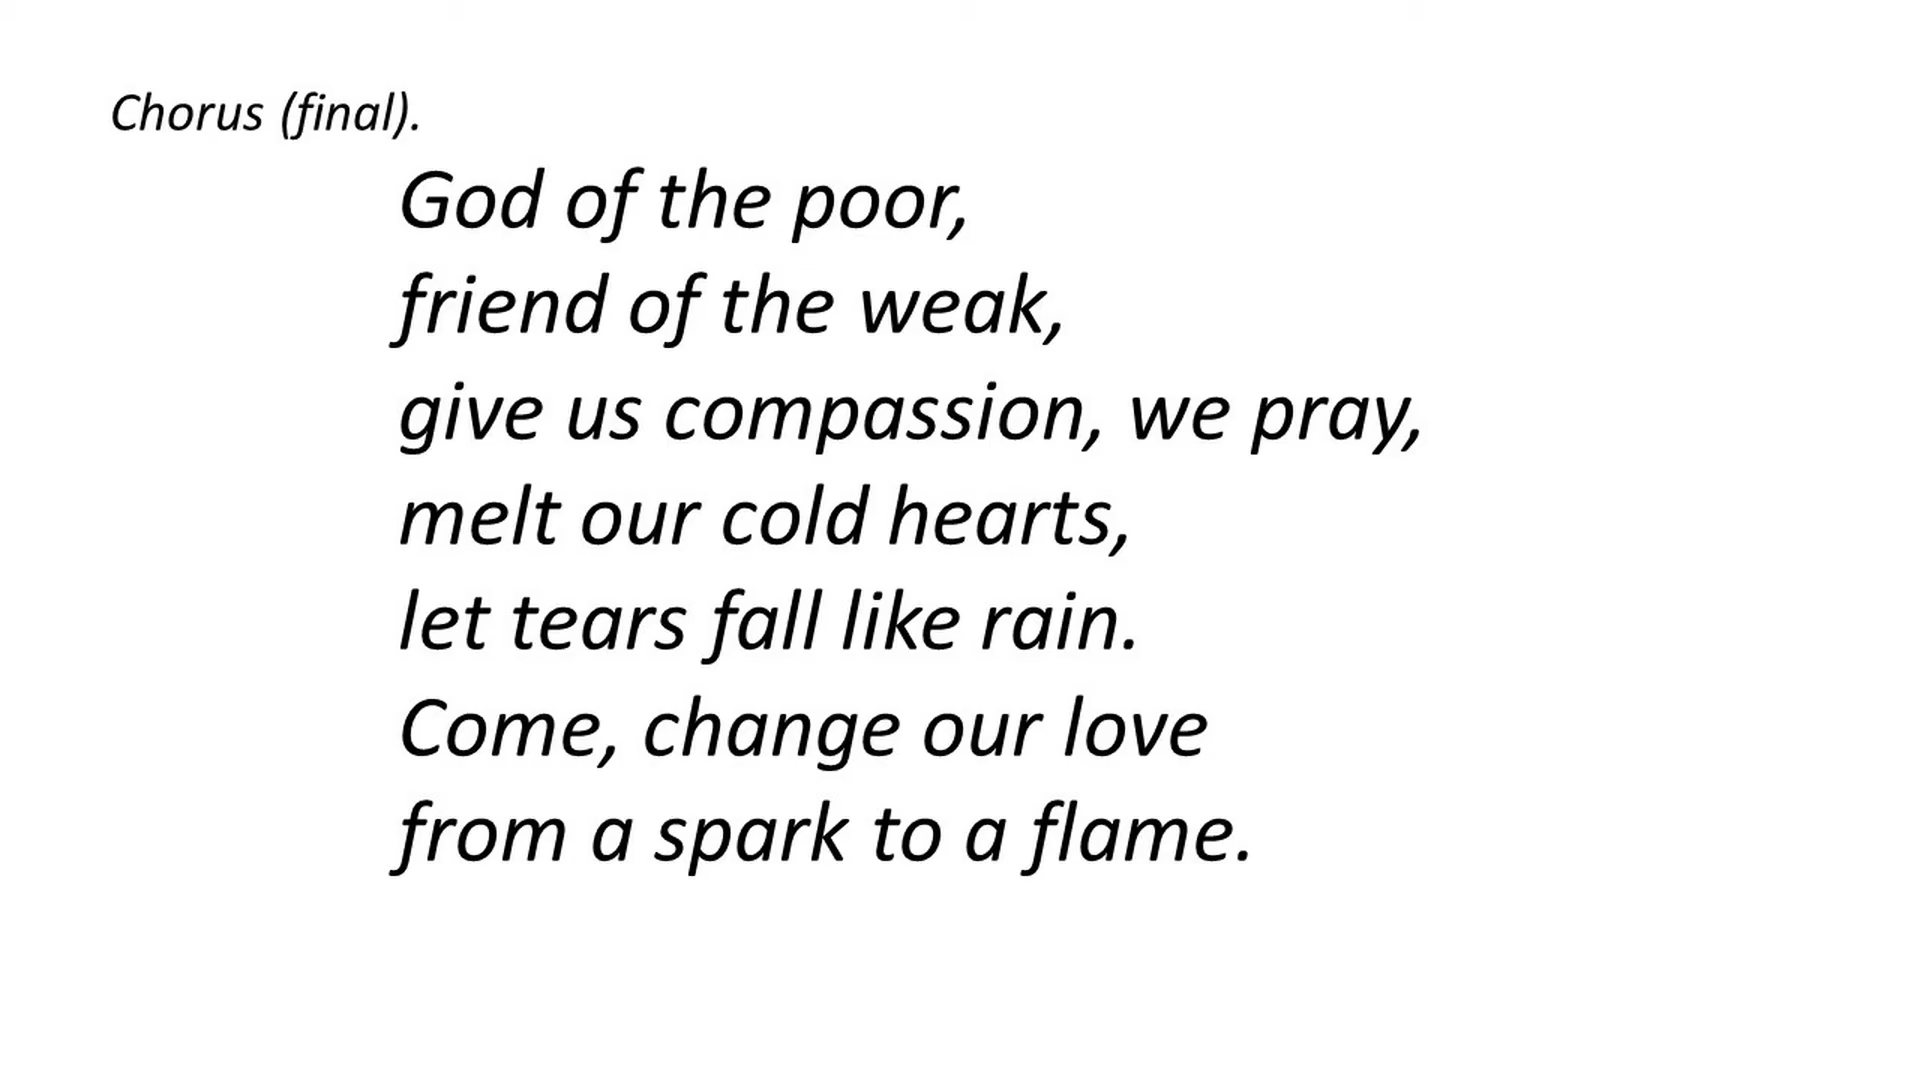 Chorus (final).
God of the poor,
friend of the weak,
give us compassion, we pray,
melt our cold hearts,
let tears fall like rain.
Come, change our love
from a spark to a flame.